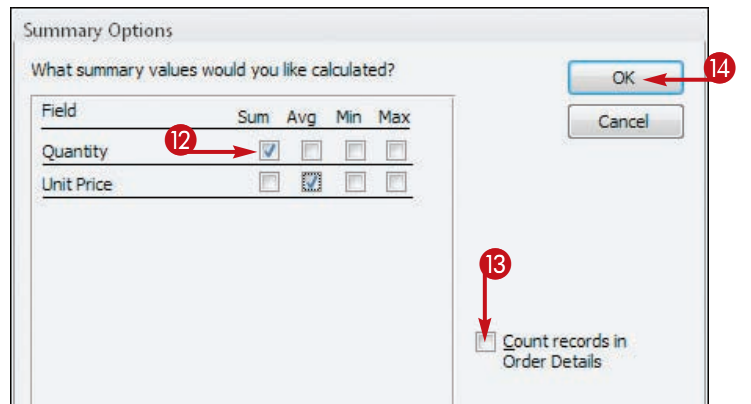 Summary Options
What summary values would you like calculated?
OK
14
Field Sum Avg Min Max
Cancel
12
Quantity
Unit Price
13
Count records in
Order Details